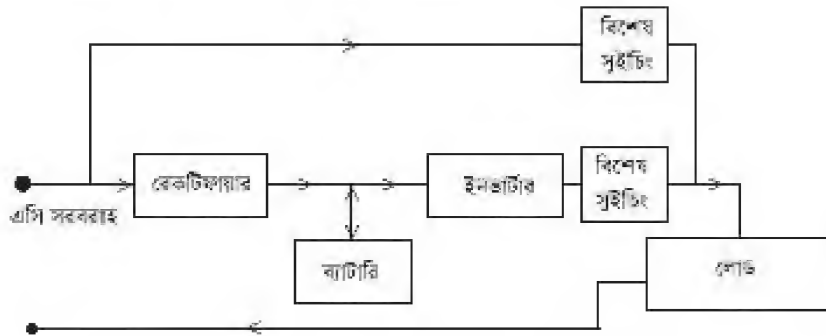 বিশেষ
সুইচিং
রেকটিফায়ার
ইনভার্টার
বিশেষ
সুইচিং
এসি সরবরাহ
ব্যাটারি
লোড